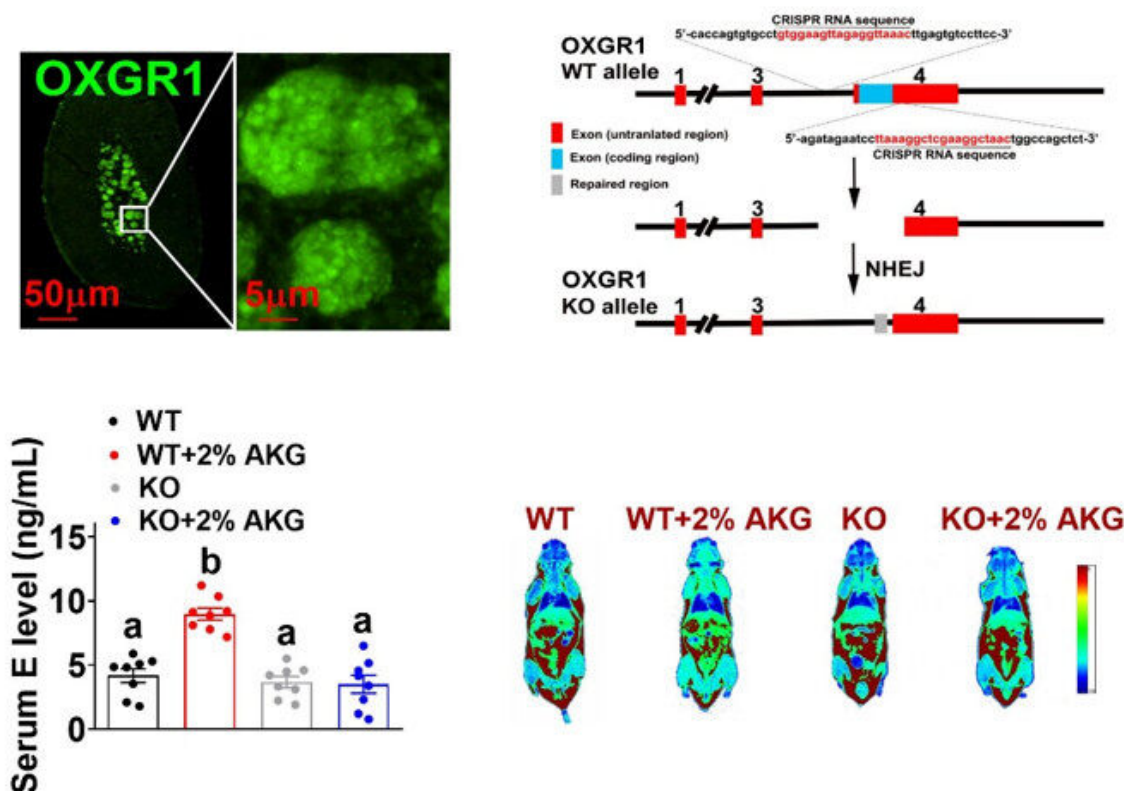 OXGR1
50μm
5μm
CRISPR RNA sequence
5'-caccagtgtgcctgtggaagttagaggttaaacttgagtgtccttcc-3'
OXGR1
WT allele
1
3
4
Exon (untranlated region)
Exon (coding region)
Repaired region
5'-agatagaatccttaaaggctcgaaggctaactggccagctct-3'
CRISPR RNA sequence
1
3
4
NHEJ
OXGR1
KO allele
1
3
4
WT
WT+2% AKG
KO
KO+2% AKG
Serum E level (ng/mL)
15
10
5
0
a
b
a
a
WT
WT+2% AKG
KO
KO+2% AKG